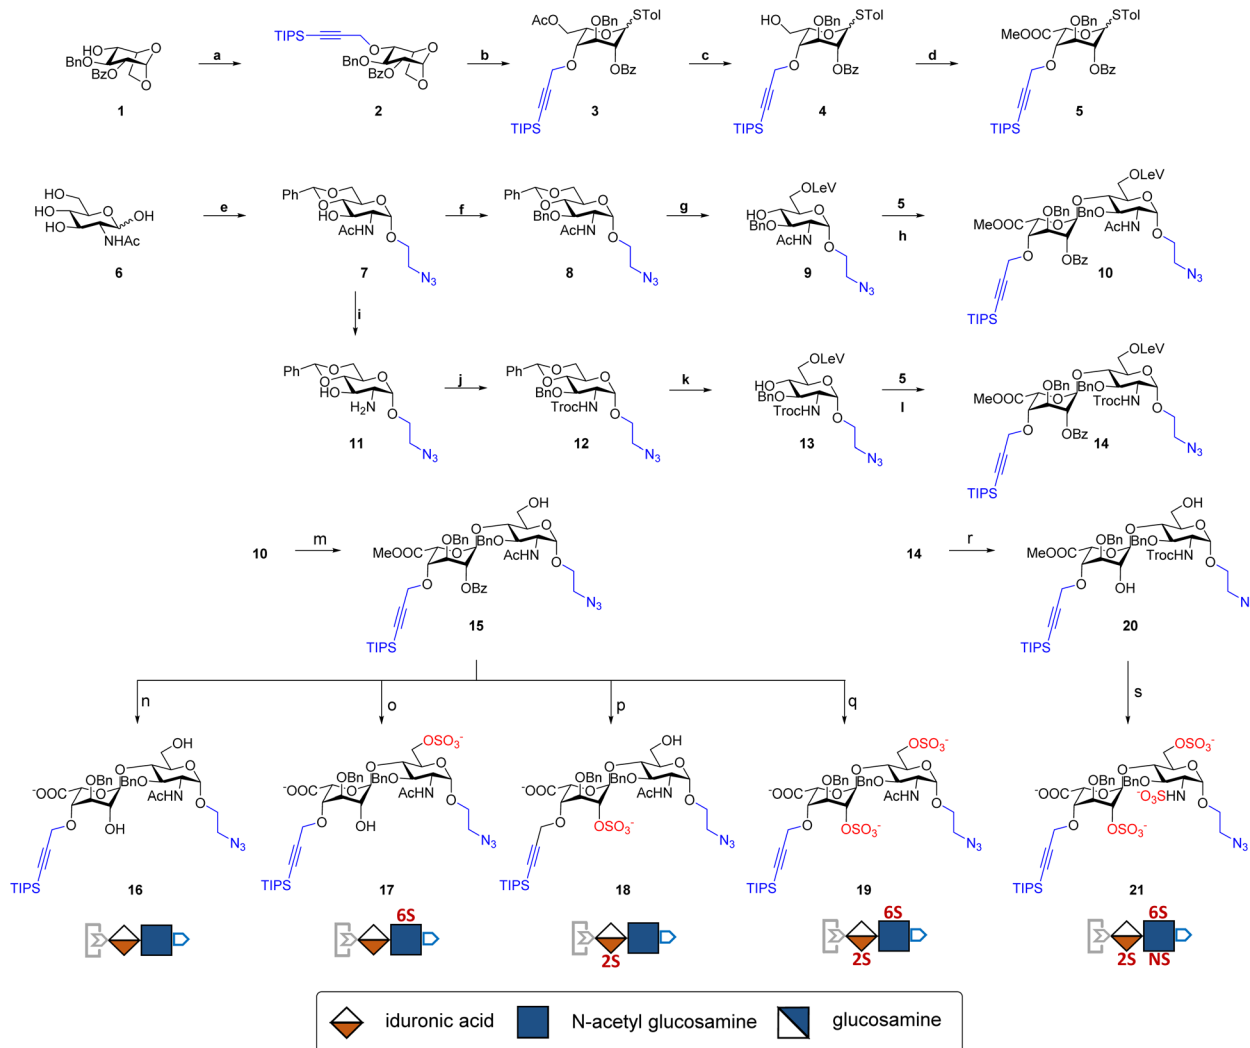 HO
BnO
BzO
O
O
1
a
TIPS
O
BnO
BzO
O
O
2
b
AcO
OBn
STol
O
O
OBz
TIPS
3
c
HO
OBn
STol
O
O
OBz
TIPS
4
d
MeOOC
OBn
STol
O
O
OBz
TIPS
5
HO
HO
HO
O
OH
NHAc
6
e
Ph
O
O
HO
O
AcHN
O
N3
7
f
Ph
O
O
BnO
O
AcHN
O
N3
8
g
OLeV
HO
BnO
O
AcHN
O
N3
9
5
h
OLeV
O
O
MeOOC
OBn
O
BnO
AcHN
O
O
OBz
N3
TIPS
10
i
Ph
O
O
HO
O
H2N
O
N3
11
j
Ph
O
O
BnO
O
TrocHN
O
N3
12
k
OLeV
HO
BnO
O
TrocHN
O
N3
13
5
l
OLeV
O
O
MeOOC
OBn
O
BnO
TrocHN
O
O
OBz
N3
TIPS
14
10
m
OH
O
O
MeOOC
OBn
O
BnO
AcHN
O
O
OBz
N3
TIPS
15
14
r
OH
O
O
MeOOC
OBn
O
BnO
TrocHN
O
O
OH
N
TIPS
20
n
o
p
q
s
OH
O
O
-OOC
OBn
O
BnO
AcHN
O
O
OH
N3
TIPS
16
OSO3-
O
O
-OOC
OBn
O
BnO
AcHN
O
O
OH
N3
TIPS
17
OH
O
O
-OOC
OBn
O
BnO
AcHN
O
O
OSO3-
N3
TIPS
18
OSO3-
O
O
-OOC
OBn
O
BnO
AcHN
O
O
OSO3-
N3
TIPS
19
OSO3-
O
O
-OOC
OBn
O
BnO
-O3SHN
O
O
OSO3-
N3
TIPS
21
6S
2S
6S
2S
6S
2S NS
iduronic acid
N-acetyl glucosamine
glucosamine